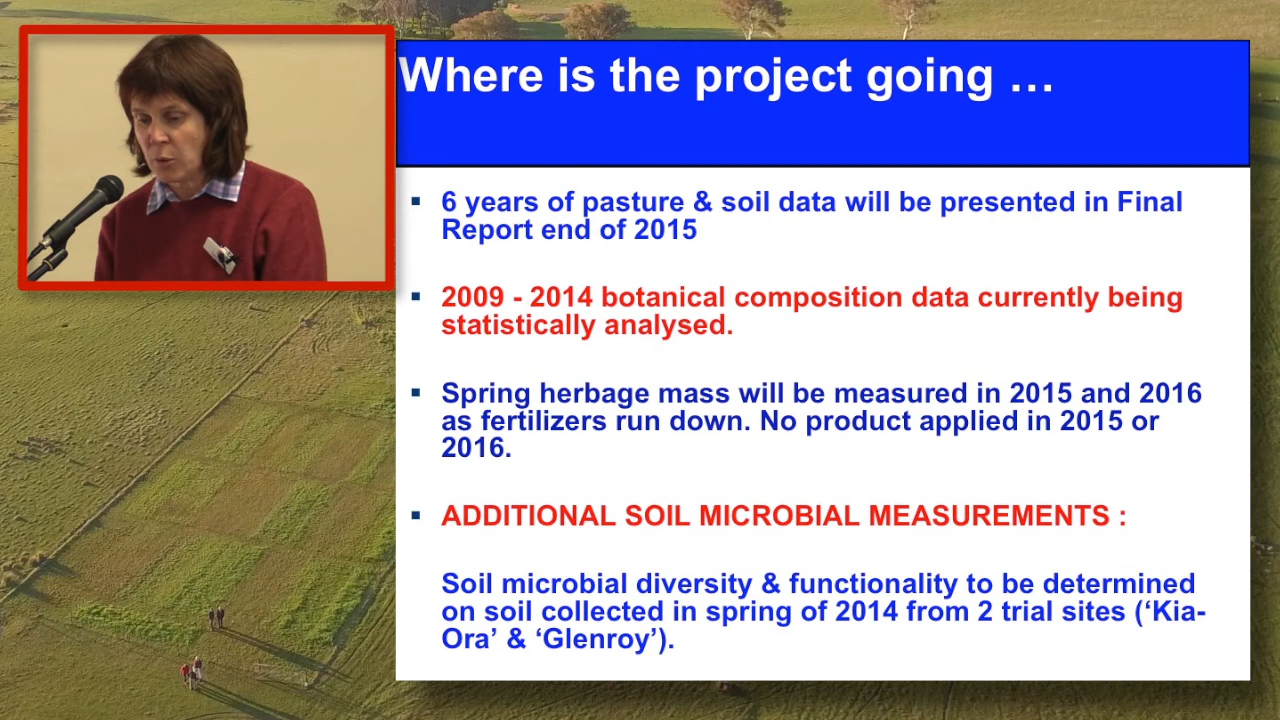 Where is the project going …
▪ 6 years of pasture & soil data will be presented in Final
Report end of 2015
▪ 2009 - 2014 botanical composition data currently being
statistically analysed.
▪ Spring herbage mass will be measured in 2015 and 2016
as fertilizers run down. No product applied in 2015 or
2016.
▪ ADDITIONAL SOIL MICROBIAL MEASUREMENTS :
Soil microbial diversity & functionality to be determined
on soil collected in spring of 2014 from 2 trial sites (‘Kia-
Ora’ & ‘Glenroy’).